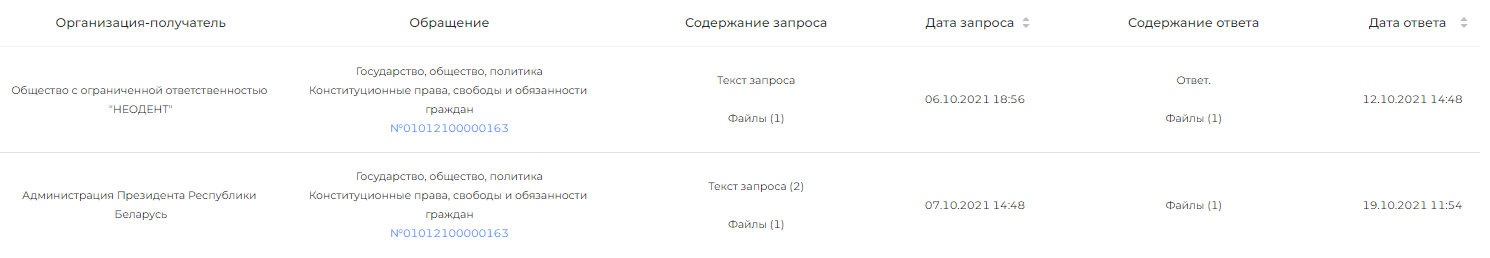 Организация-получатель Обращение Содержание запроса Дата запроса Содержание ответа Дата ответа
Общество с ограниченной ответственностью
"НЕОДЕНТ"
Государство, общество, политика
Конституционные права, свободы и обязанности
граждан
№01012100000163
Текст запроса
Файлы (1)
06.10.2021 18:56
Ответ.
Файлы (1)
12.10.2021 14:48
Администрация Президента Республики
Беларусь
Государство, общество, политика
Конституционные права, свободы и обязанности
граждан
№01012100000163
Текст запроса (2)
Файлы (1)
07.10.2021 14:48
Файлы (1)
19.10.2021 11:54